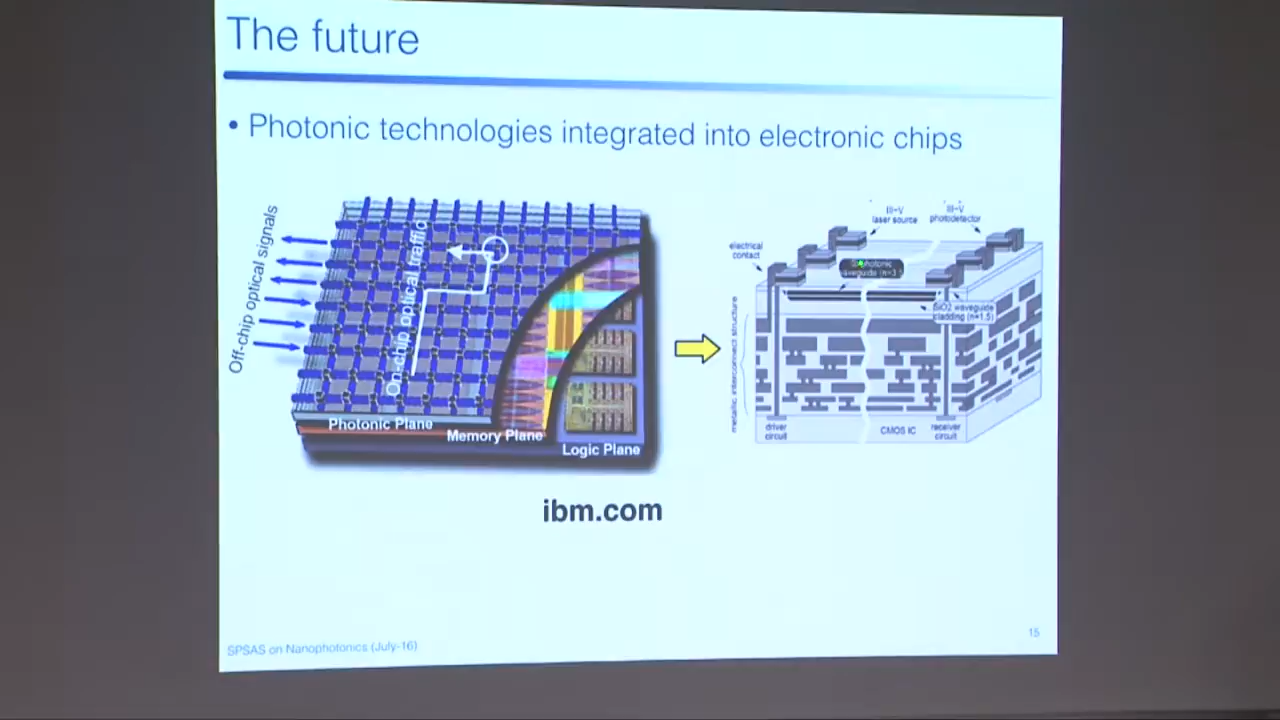 The future
• Photonic technologies integrated into electronic chips
Off-chip optical signals
On-chip optical traffic
Photonic Plane
Memory Plane
Logic Plane
III-V
laser source
III-V
photodetector
electrical
contact
SiO2 waveguide
cladding (n=1.5)
metallic interconnect structure
driver
circuit
CMOS IC
receiver
circuit
ibm.com
SPSAS on Nanophotonics (July-16)
15